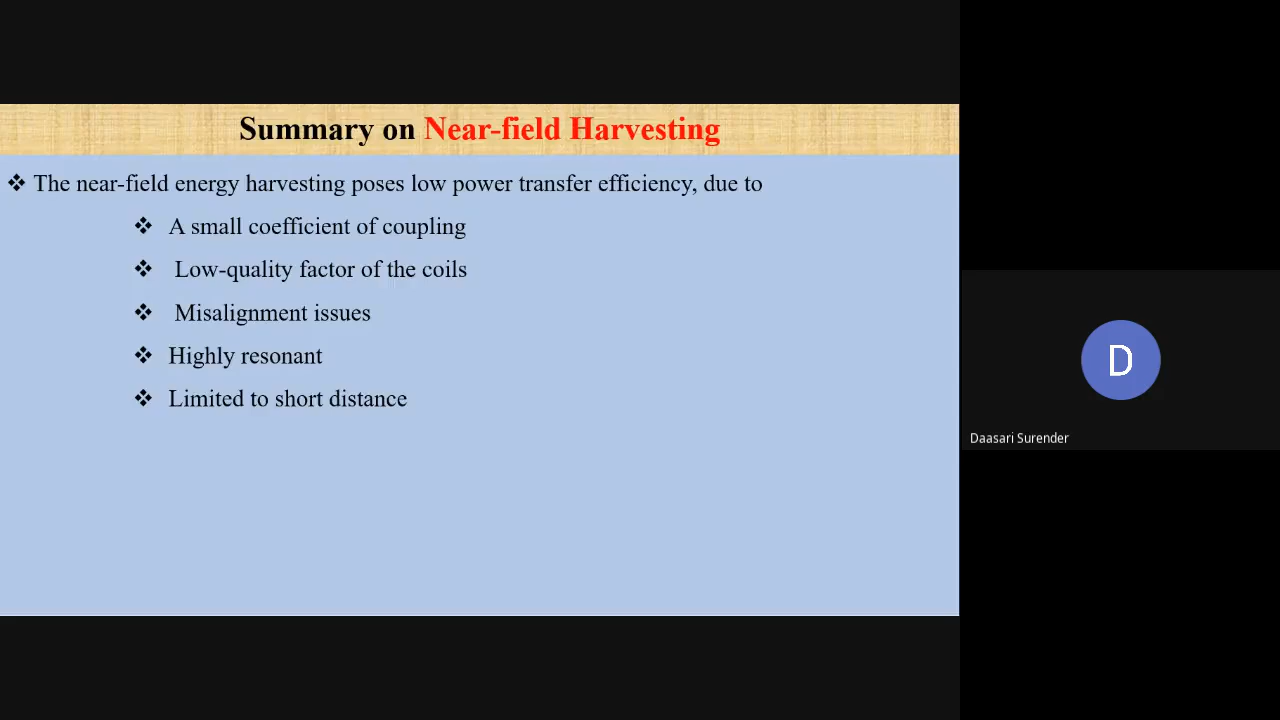 Summary on Near-field Harvesting
❖ The near-field energy harvesting poses low power transfer efficiency, due to
❖ A small coefficient of coupling
❖ Low-quality factor of the coils
❖ Misalignment issues
❖ Highly resonant
❖ Limited to short distance
D
Daasari Surender